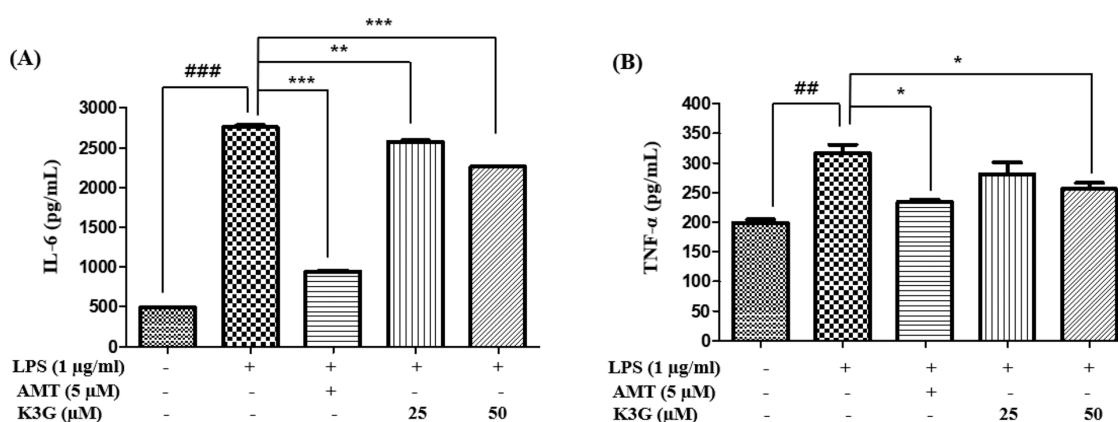 (A)
***
**
***
###
3000
2500
2000
1500
1000
500
0
IL-6 (pg/mL)
LPS (1 μg/ml) - + + + +
AMT (5 μM) - - + - -
K3G (μM) - - - 25 50
(B)
*
*
##
400
350
300
250
200
150
100
50
0
TNF-α (pg/mL)
LPS (1 μg/ml) - + + + +
AMT (5 μM) - - + - -
K3G (μM) - - - 25 50